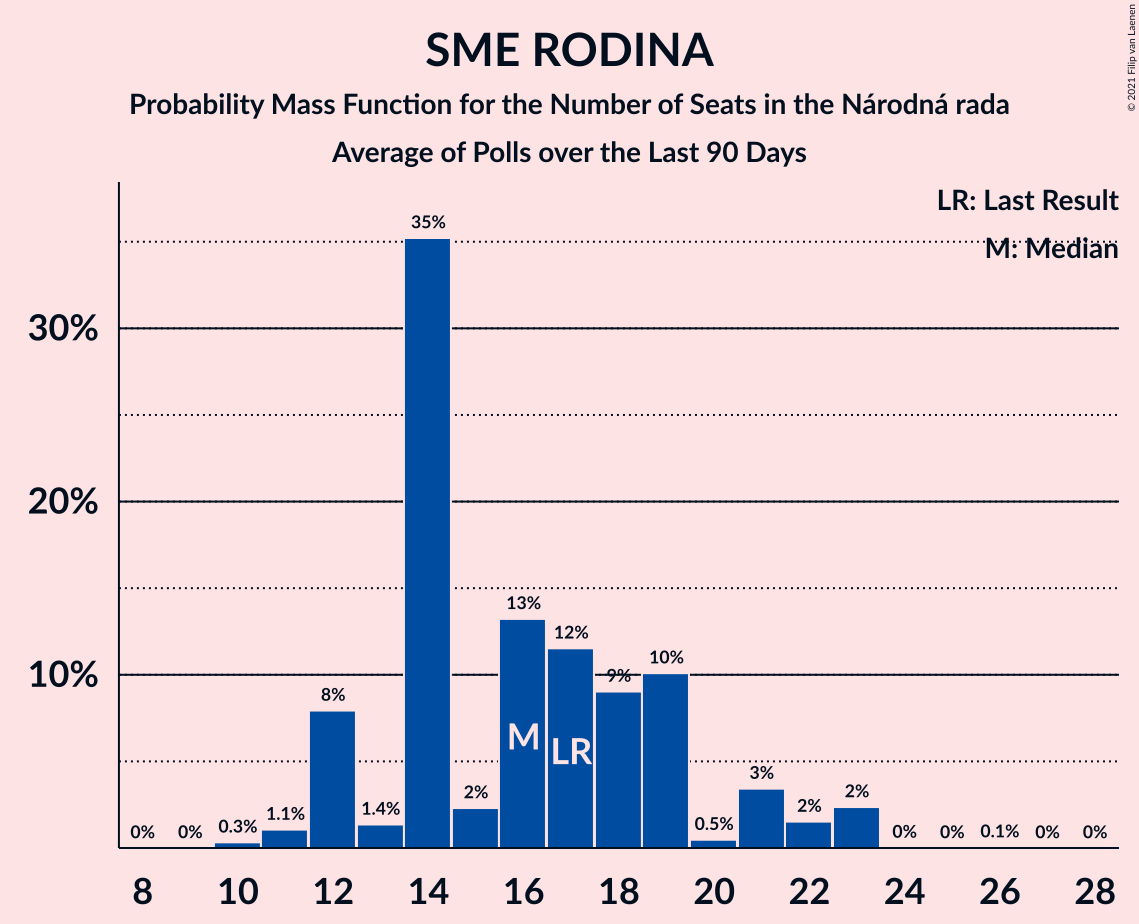 SME RODINA
Probability Mass Function for the Number of Seats in the Národná rada
Average of Polls over the Last 90 Days
© 2021 Filip van Laenen
LR: Last Result
M: Median
30%
20%
10%
0%
0%
0.3%
1.1%
8%
1.4%
35%
2%
13%
12%
9%
10%
0.5%
3%
2%
2%
0%
0%
0.1%
0%
0%
M
LR
8 10 12 14 16 18 20 22 24 26 28